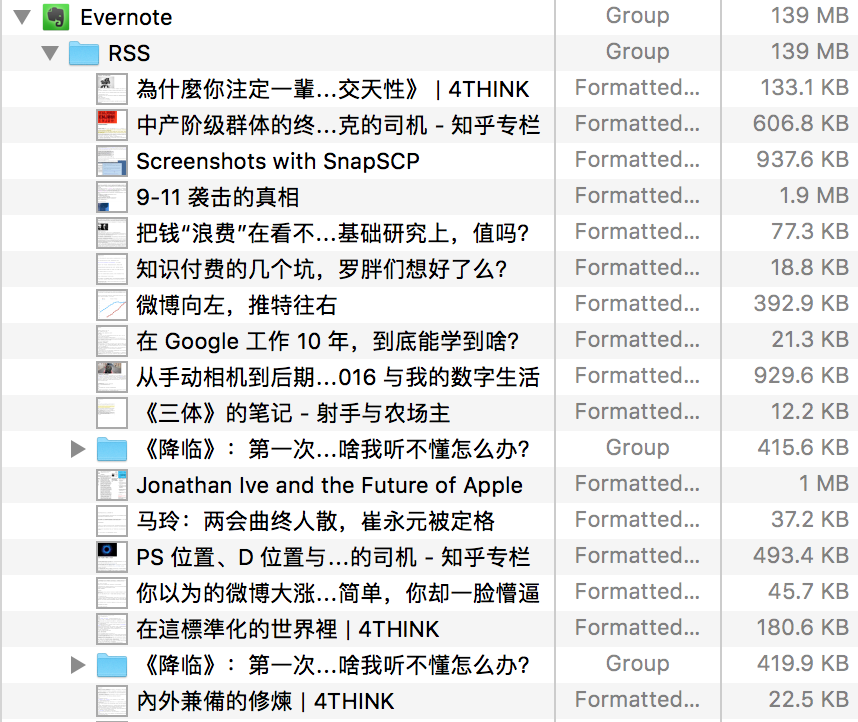 Evernote Group 139 MB
RSS Group 139 MB
為什麼你注定一輩...交天性》 | 4THINK Formatted... 133.1 KB
中产阶级群体的终...克的司机 - 知乎专栏 Formatted... 606.8 KB
Screenshots with SnapSCP Formatted... 937.6 KB
9-11 袭击的真相 Formatted... 1.9 MB
把钱“浪费”在看不...基础研究上，值吗? Formatted... 77.3 KB
知识付费的几个坑，罗胖们想好了么? Formatted... 18.8 KB
微博向左，推特往右 Formatted... 392.9 KB
在 Google 工作 10 年，到底能学到啥? Formatted... 21.3 KB
从手动相机到后期...016 与我的数字生活 Formatted... 929.6 KB
《三体》的笔记 - 射手与农场主 Formatted... 12.2 KB
《降临》：第一次...啥我听不懂怎么办? Group 415.6 KB
Jonathan Ive and the Future of Apple Formatted... 1 MB
马玲：两会曲终人散，崔永元被定格 Formatted... 37.2 KB
PS 位置、D 位置与...的司机 - 知乎专栏 Formatted... 493.4 KB
你以为的微博大涨...简单，你却一脸懵逼 Formatted... 45.7 KB
在這標準化的世界裡 | 4THINK Formatted... 180.6 KB
《降临》：第一次...啥我听不懂怎么办? Group 419.9 KB
內外兼備的修煉 | 4THINK Formatted... 22.5 KB